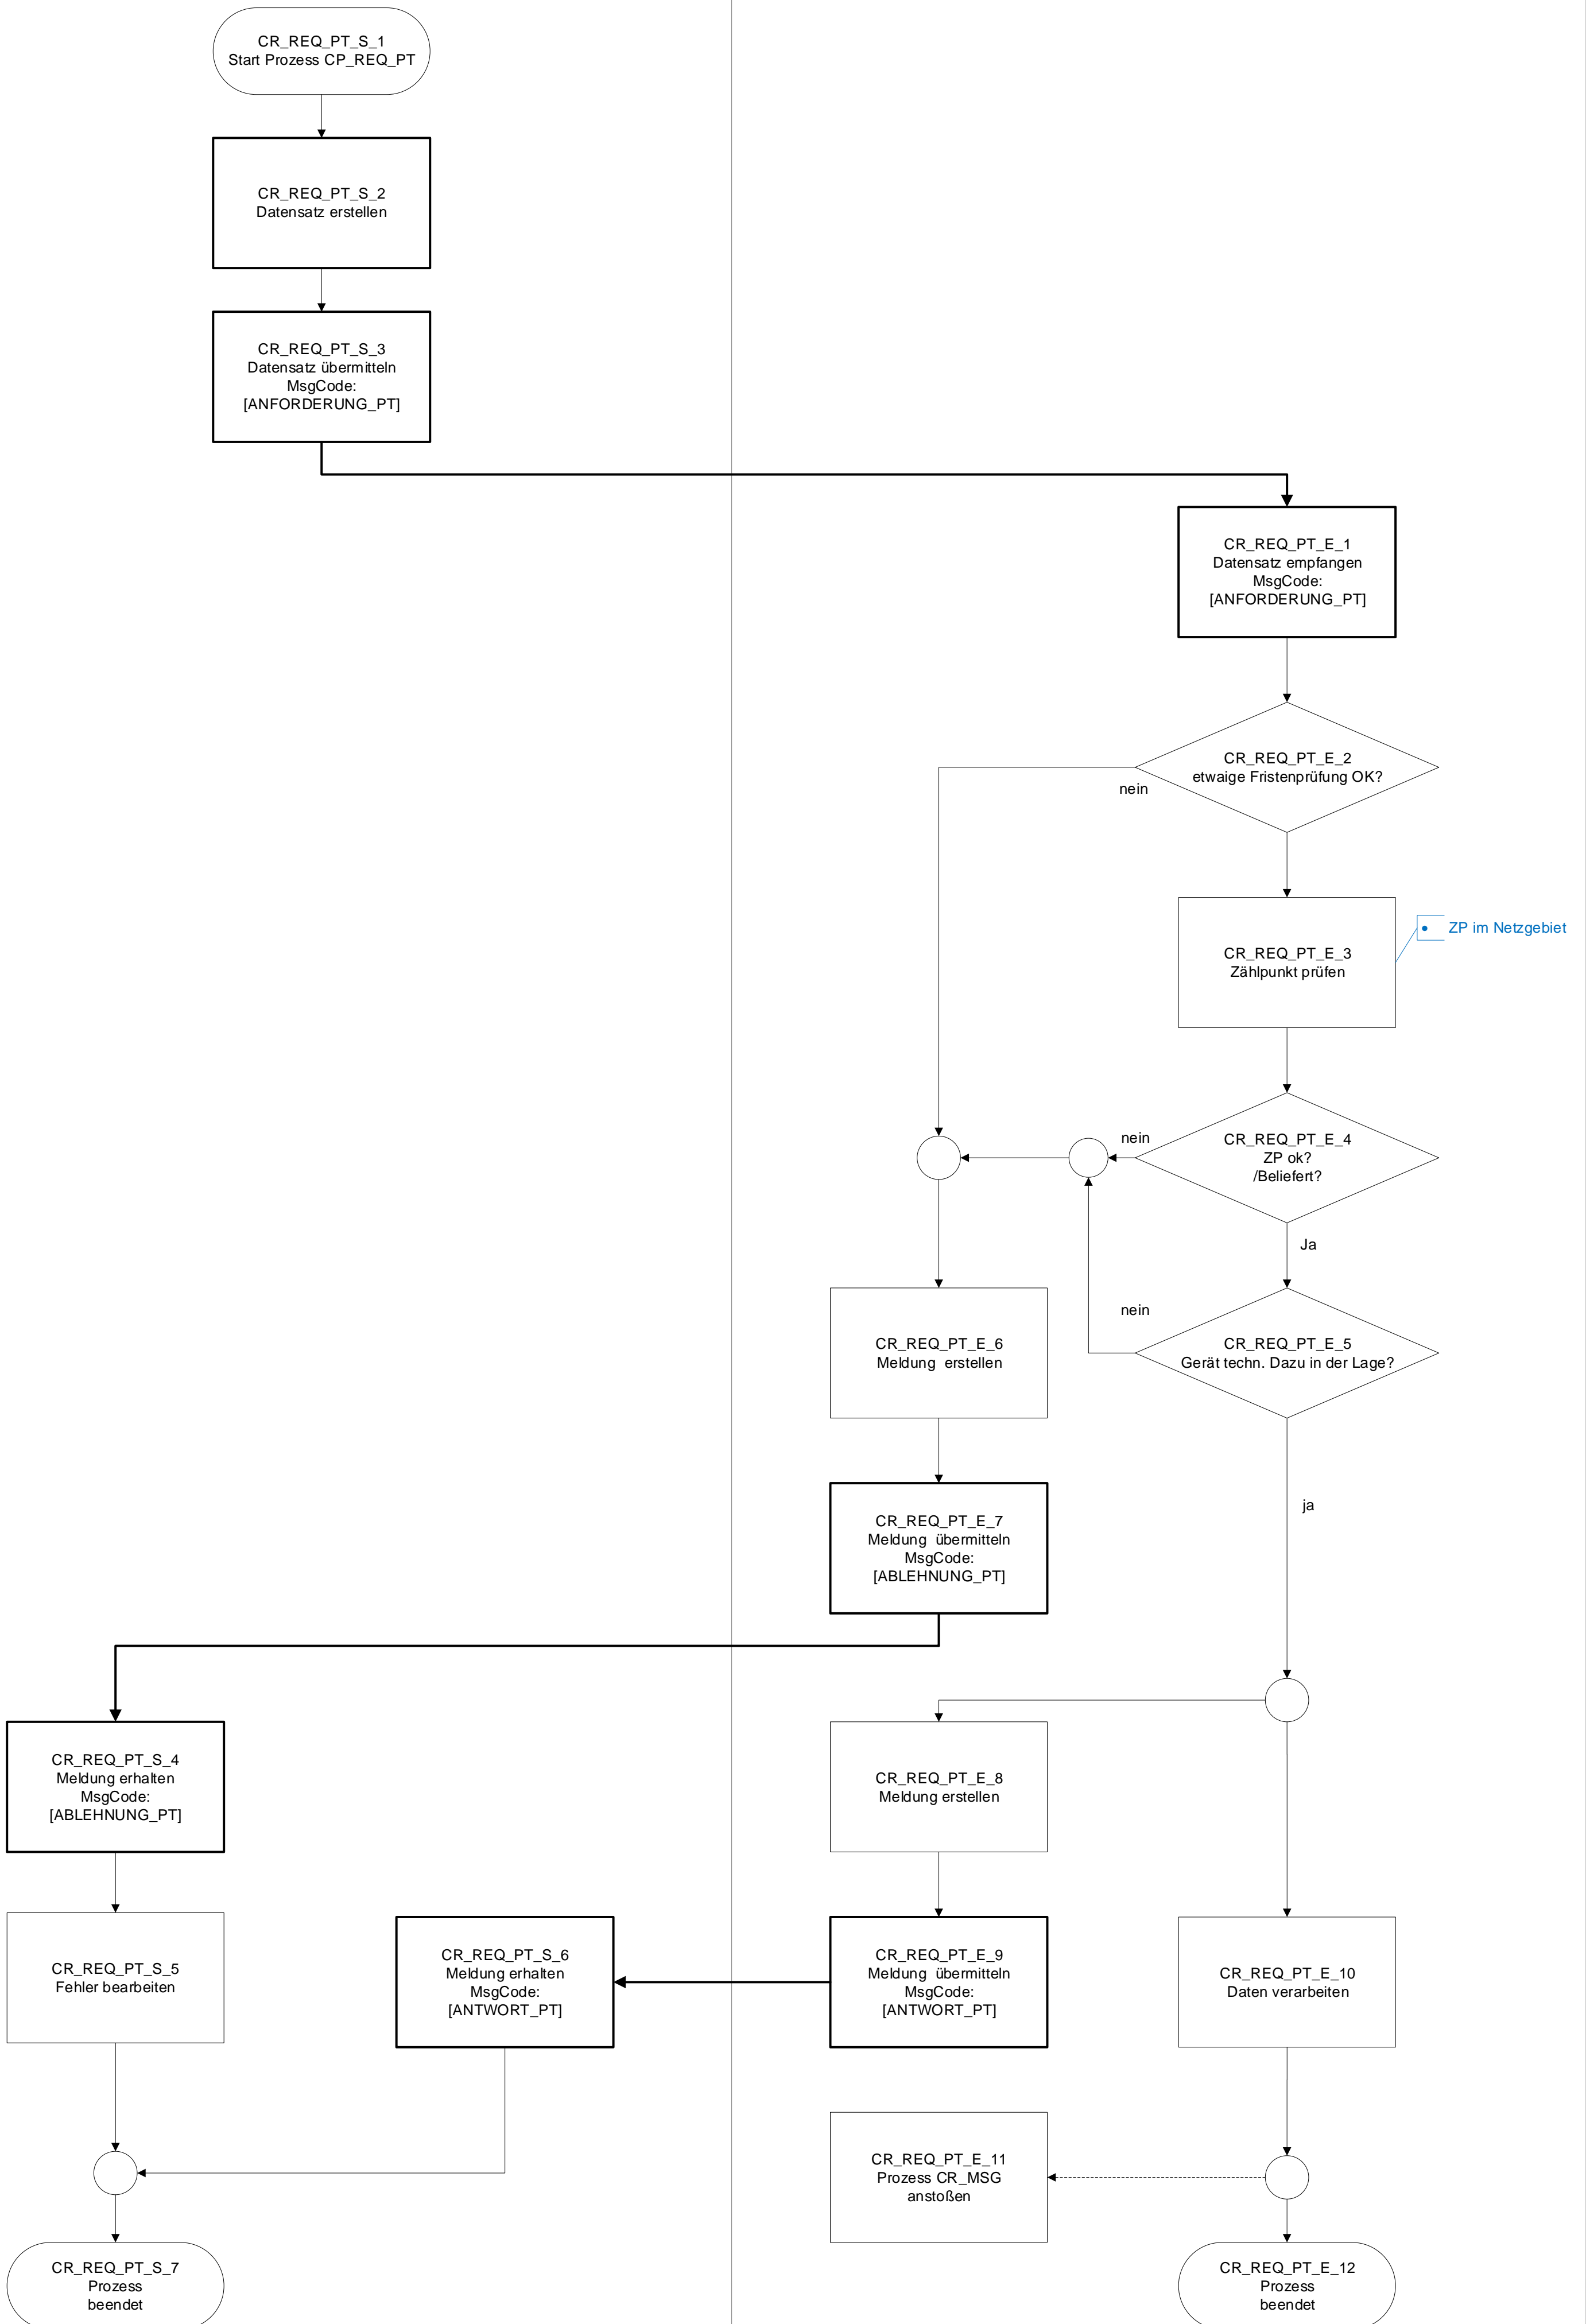 CR_REQ_PT_S_1
Start Prozess CP_REQ_PT
CR_REQ_PT_S_2
Datensatz erstellen
CR_REQ_PT_S_3
Datensatz übermitteln
MsgCode:
[ANFORDERUNG_PT]
CR_REQ_PT_E_1
Datensatz empfangen
MsgCode:
[ANFORDERUNG_PT]
CR_REQ_PT_E_2
etwaige Fristenprüfung OK?
nein
CR_REQ_PT_E_3
Zählpunkt prüfen
• ZP im Netzgebiet
CR_REQ_PT_E_4
ZP ok?
/Beliefert?
nein
Ja
CR_REQ_PT_E_5
Gerät techn. Dazu in der Lage?
nein
ja
CR_REQ_PT_E_6
Meldung erstellen
CR_REQ_PT_E_7
Meldung übermitteln
MsgCode:
[ABLEHNUNG_PT]
CR_REQ_PT_S_4
Meldung erhalten
MsgCode:
[ABLEHNUNG_PT]
CR_REQ_PT_E_8
Meldung erstellen
CR_REQ_PT_S_5
Fehler bearbeiten
CR_REQ_PT_S_6
Meldung erhalten
MsgCode:
[ANTWORT_PT]
CR_REQ_PT_E_9
Meldung übermitteln
MsgCode:
[ANTWORT_PT]
CR_REQ_PT_E_10
Daten verarbeiten
CR_REQ_PT_E_11
Prozess CR_MSG
anstoßen
CR_REQ_PT_S_7
Prozess
beendet
CR_REQ_PT_E_12
Prozess
beendet